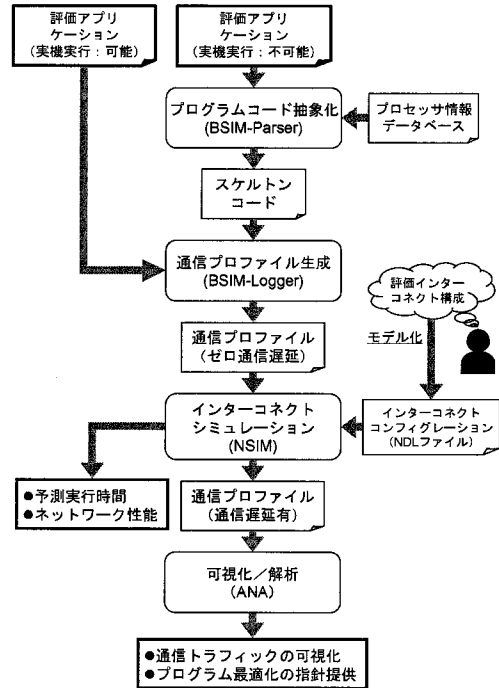 評価アプリ
ケーション
(実機実行：可能)
評価アプリ
ケーション
(実機実行：不可能)
プログラムコード抽象化
(BSIM-Parser)
プロセッサ情報
データベース
スケルトン
コード
通信プロファイル生成
(BSIM-Logger)
評価インター
コネクト構成
モデル化
通信プロファイル
(ゼロ通信遅延)
インターコネクト
シミュレーション
(NSIM)
インターコネクト
コンフィグレーション
(NDLファイル)
●予測実行時間
●ネットワーク性能
通信プロファイル
(通信遅延有)
可視化／解析
(ANA)
●通信トラフィックの可視化
●プログラム最適化の指針提供